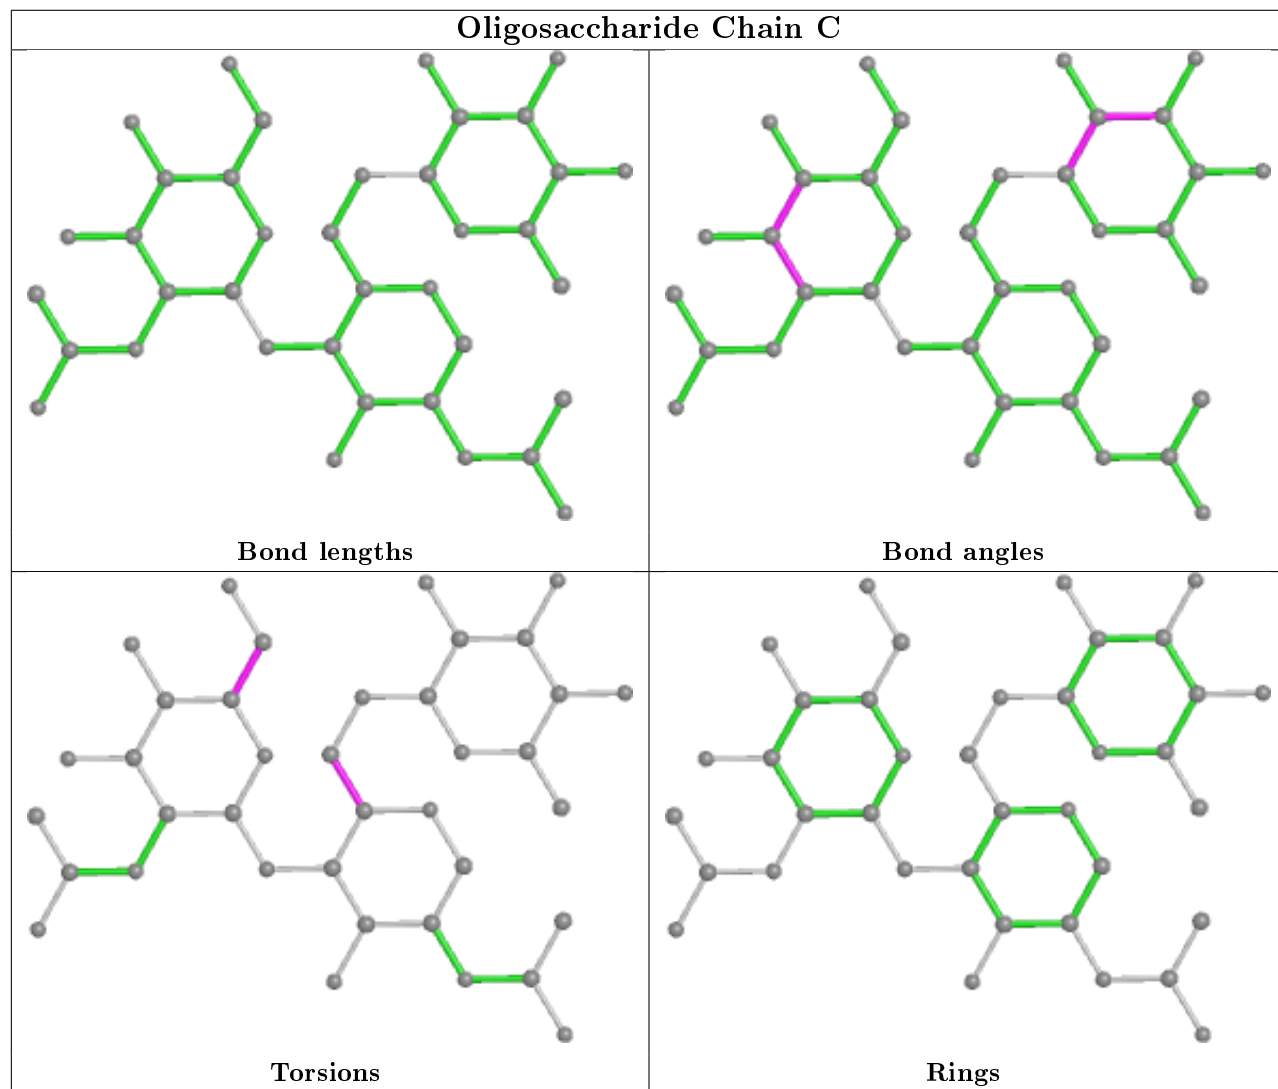 Oligosaccharide Chain C
Bond lengths
Bond angles
Torsions
Rings